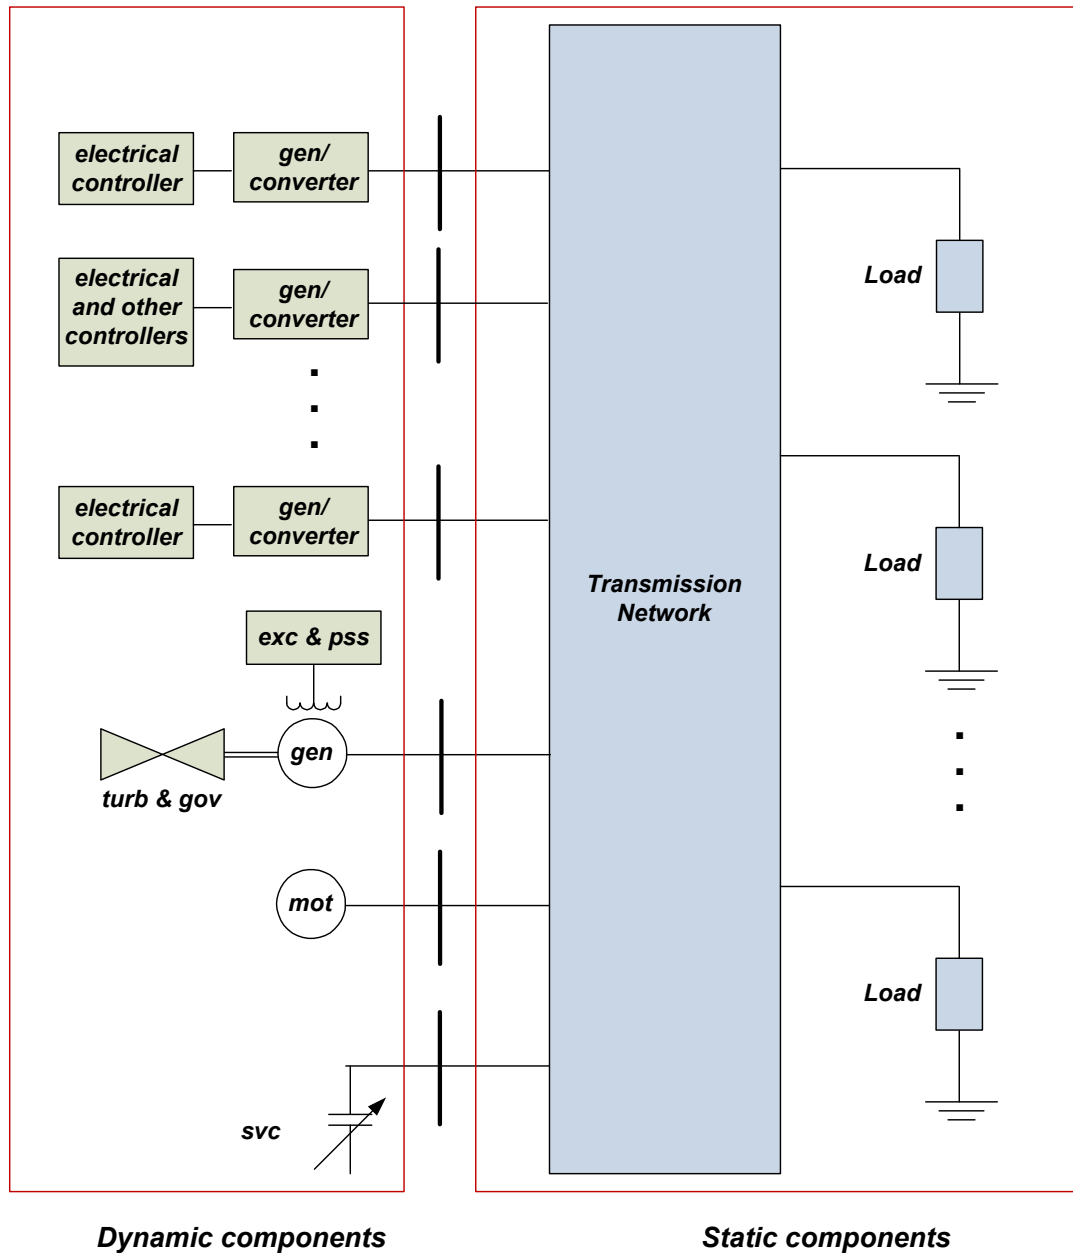 electrical
controller
gen/
converter
electrical
and other
controllers
gen/
converter
electrical
controller
gen/
converter
exc & pss
gen
turb & gov
mot
svc
Transmission
Network
Load
Load
Load
Dynamic components
Static components